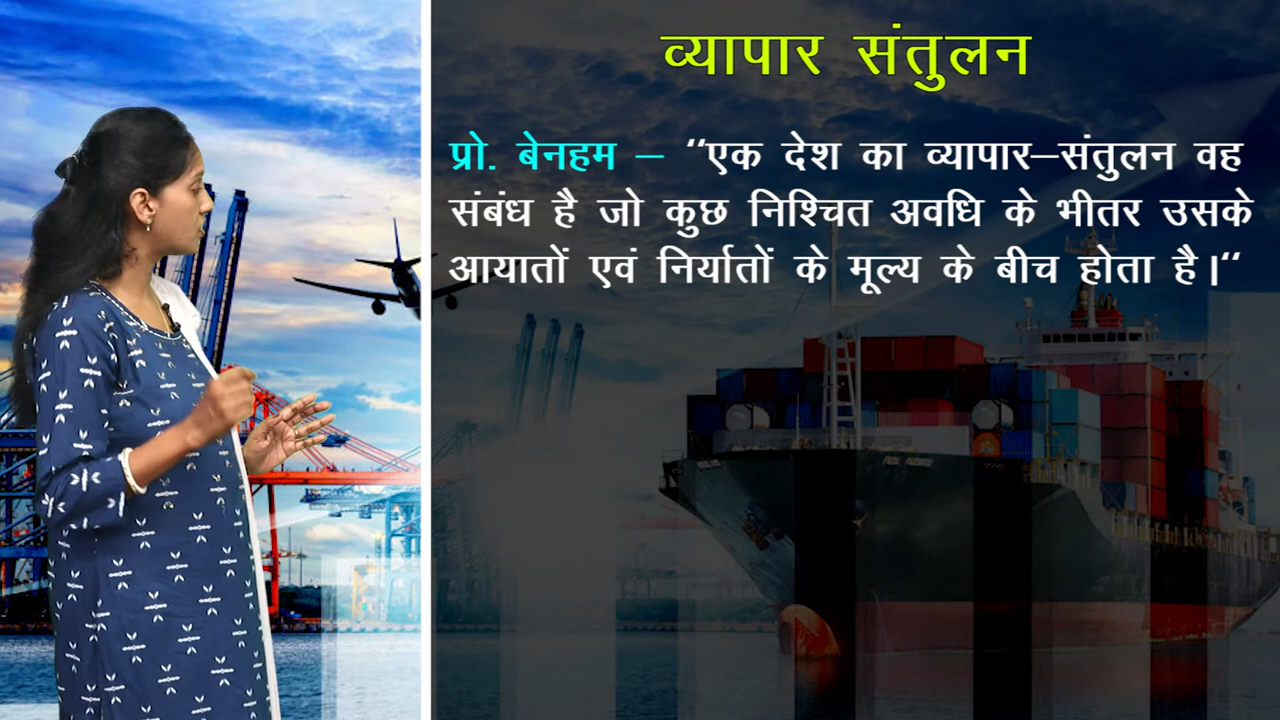 व्यापार संतुलन
प्रो. बेनहम – “एक देश का व्यापार–संतुलन वह
संबंध है जो कुछ निश्चित अवधि के भीतर उसके
आयातों एवं निर्यातों के मूल्य के बीच होता है।“